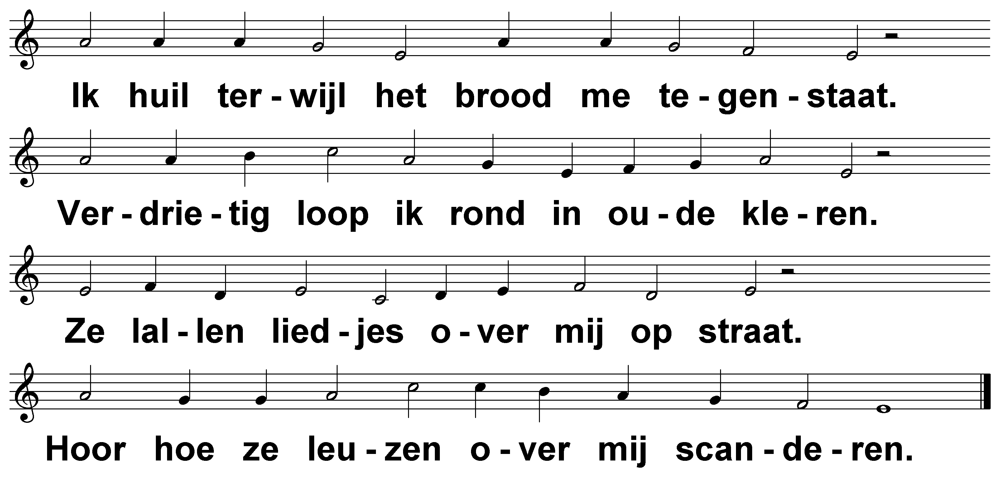 Ik huil ter - wijl het brood me te - gen - staat.
Ver - drie - tig loop ik rond in ou - de kle - ren.
Ze lal - len lied - jes o - ver mij op straat.
Hoor hoe ze leu - zen o - ver mij scan - de - ren.